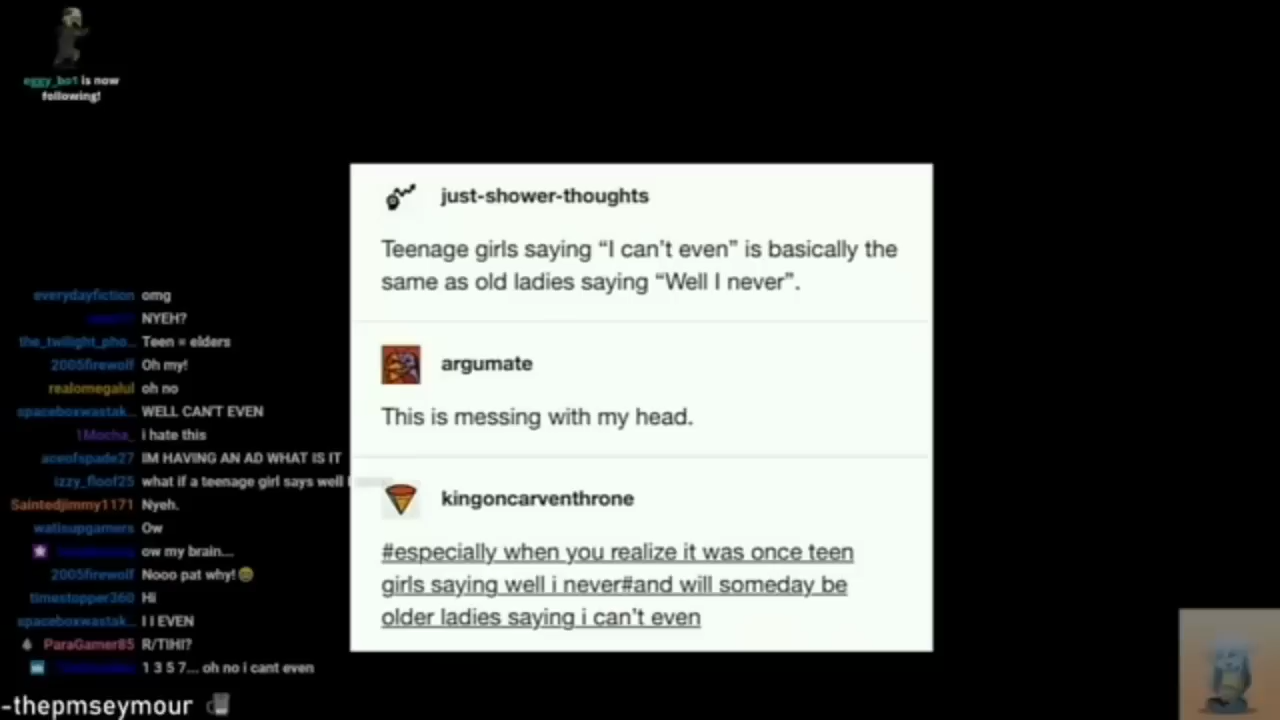 eggy_bot is now
following!
just-shower-thoughts
Teenage girls saying “I can’t even” is basically the
same as old ladies saying “Well I never”.
argumate
This is messing with my head.
kingoncarventhrone
#especially when you realize it was once teen
girls saying well i never#and will someday be
older ladies saying i can’t even
everydayfiction omg
NYEH?
the_twilight_pho... Teen = elders
2005firewolf Oh my!
realomegalul oh no
spaceboxwastak... WELL CAN'T EVEN
!Mocha_ i hate this
aceofspade27 IM HAVING AN AD WHAT IS IT
izzy_floof25 what if a teenage girl says well
Saintedjimmy1171 Nyeh.
watisupgamers Ow
ow my brain...
2005firewolf Nooo pat why!
timestopper360 Hi
spaceboxwastak... I I EVEN
ParaGamer85 R/TIHI?
1 3 5 7... oh no i cant even
-thepmseymour